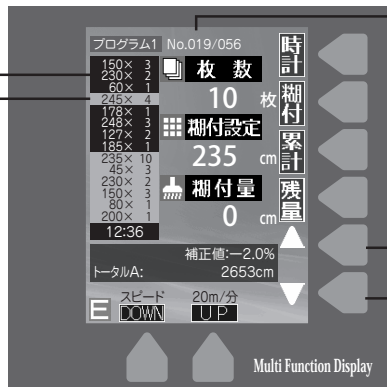 プログラム1 No.019/056
150× 3
230× 2
60× 1
245× 4
178× 1
248× 3
127× 2
185× 1
235× 10
45× 3
230× 2
150× 3
80× 1
200× 1
12:36
枚 数
10 枚
糊付設定
235 cm
糊付量
0 cm
時計
糊付
累計
残量
補正値:−2.0%
トータルA: 2653cm
スピード 20m/分
E DOWN UP
Multi Function Display